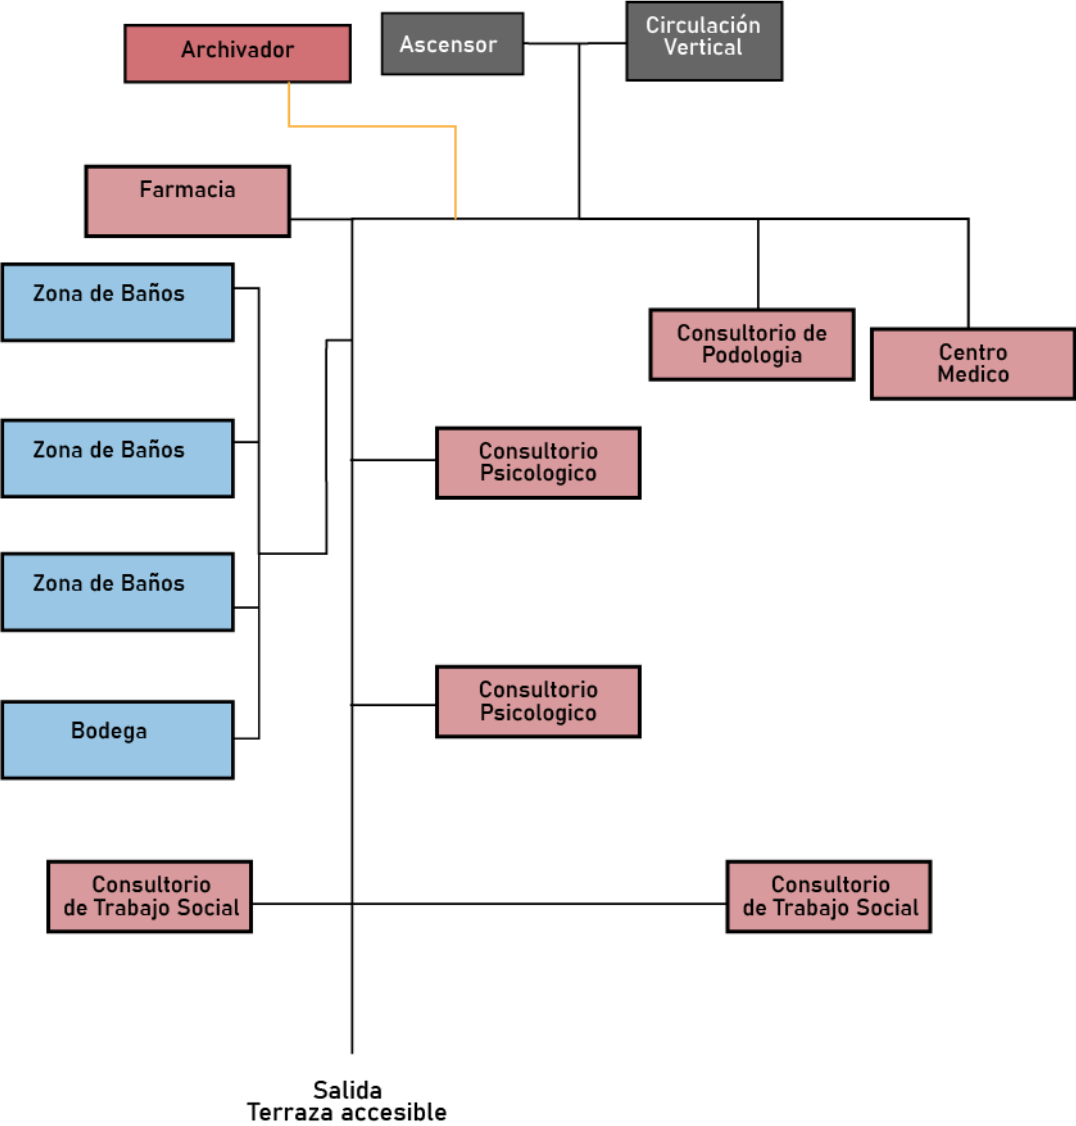 Archivador
Ascensor
Circulación
Vertical
Farmacia
Zona de Baños
Consultorio de
Podologia
Centro
Medico
Zona de Baños
Consultorio
Psicologico
Zona de Baños
Consultorio
Psicologico
Bodega
Consultorio
de Trabajo Social
Consultorio
de Trabajo Social
Salida
Terraza accesible